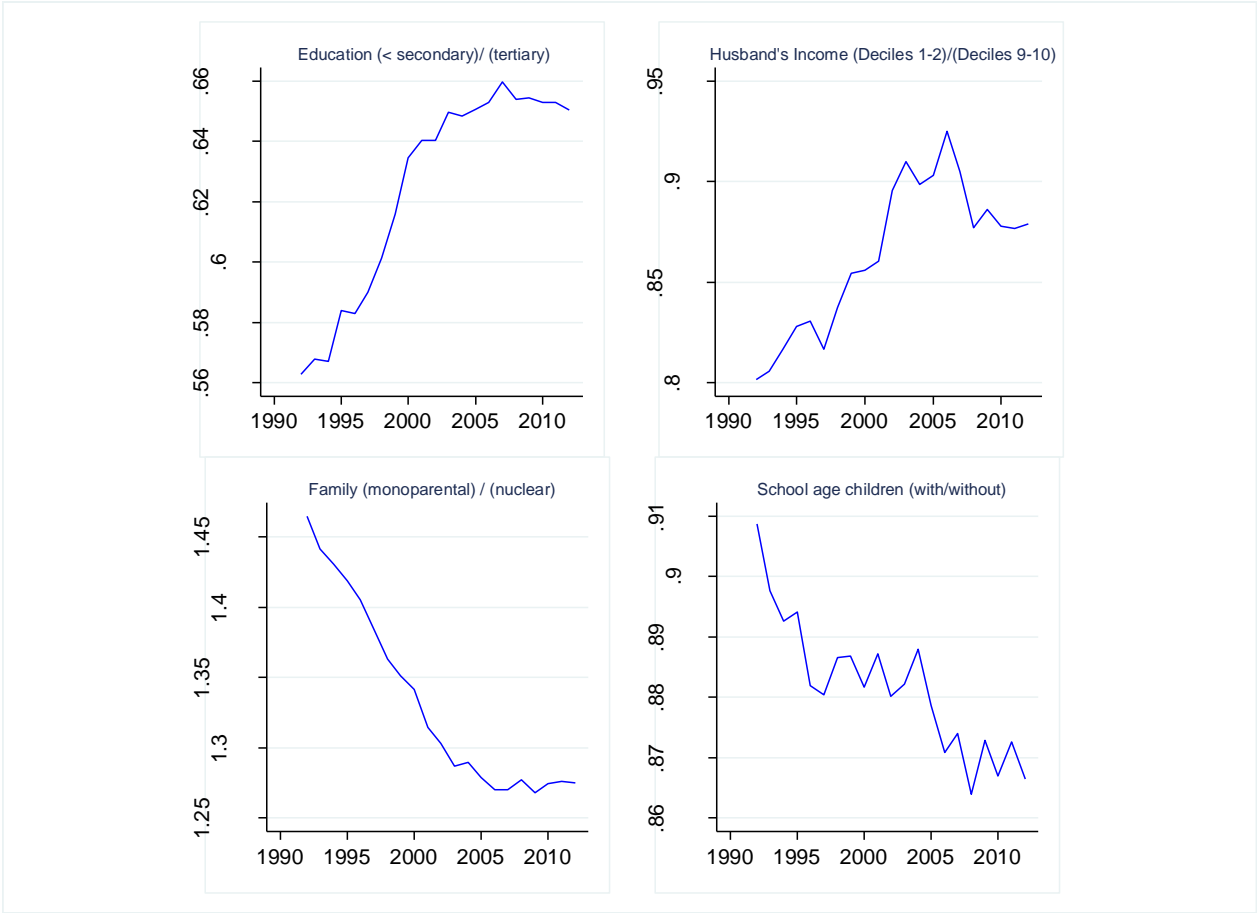 Education (< secondary)/ (tertiary)
.66
.64
.62
.6
.58
.56
1990 1995 2000 2005 2010
Husband's Income (Deciles 1-2)/(Deciles 9-10)
.95
.9
.85
.8
1990 1995 2000 2005 2010
Family (monoparental) / (nuclear)
1.45
1.4
1.35
1.3
1.25
1990 1995 2000 2005 2010
School age children (with/without)
.91
.9
.89
.88
.87
.86
1990 1995 2000 2005 2010